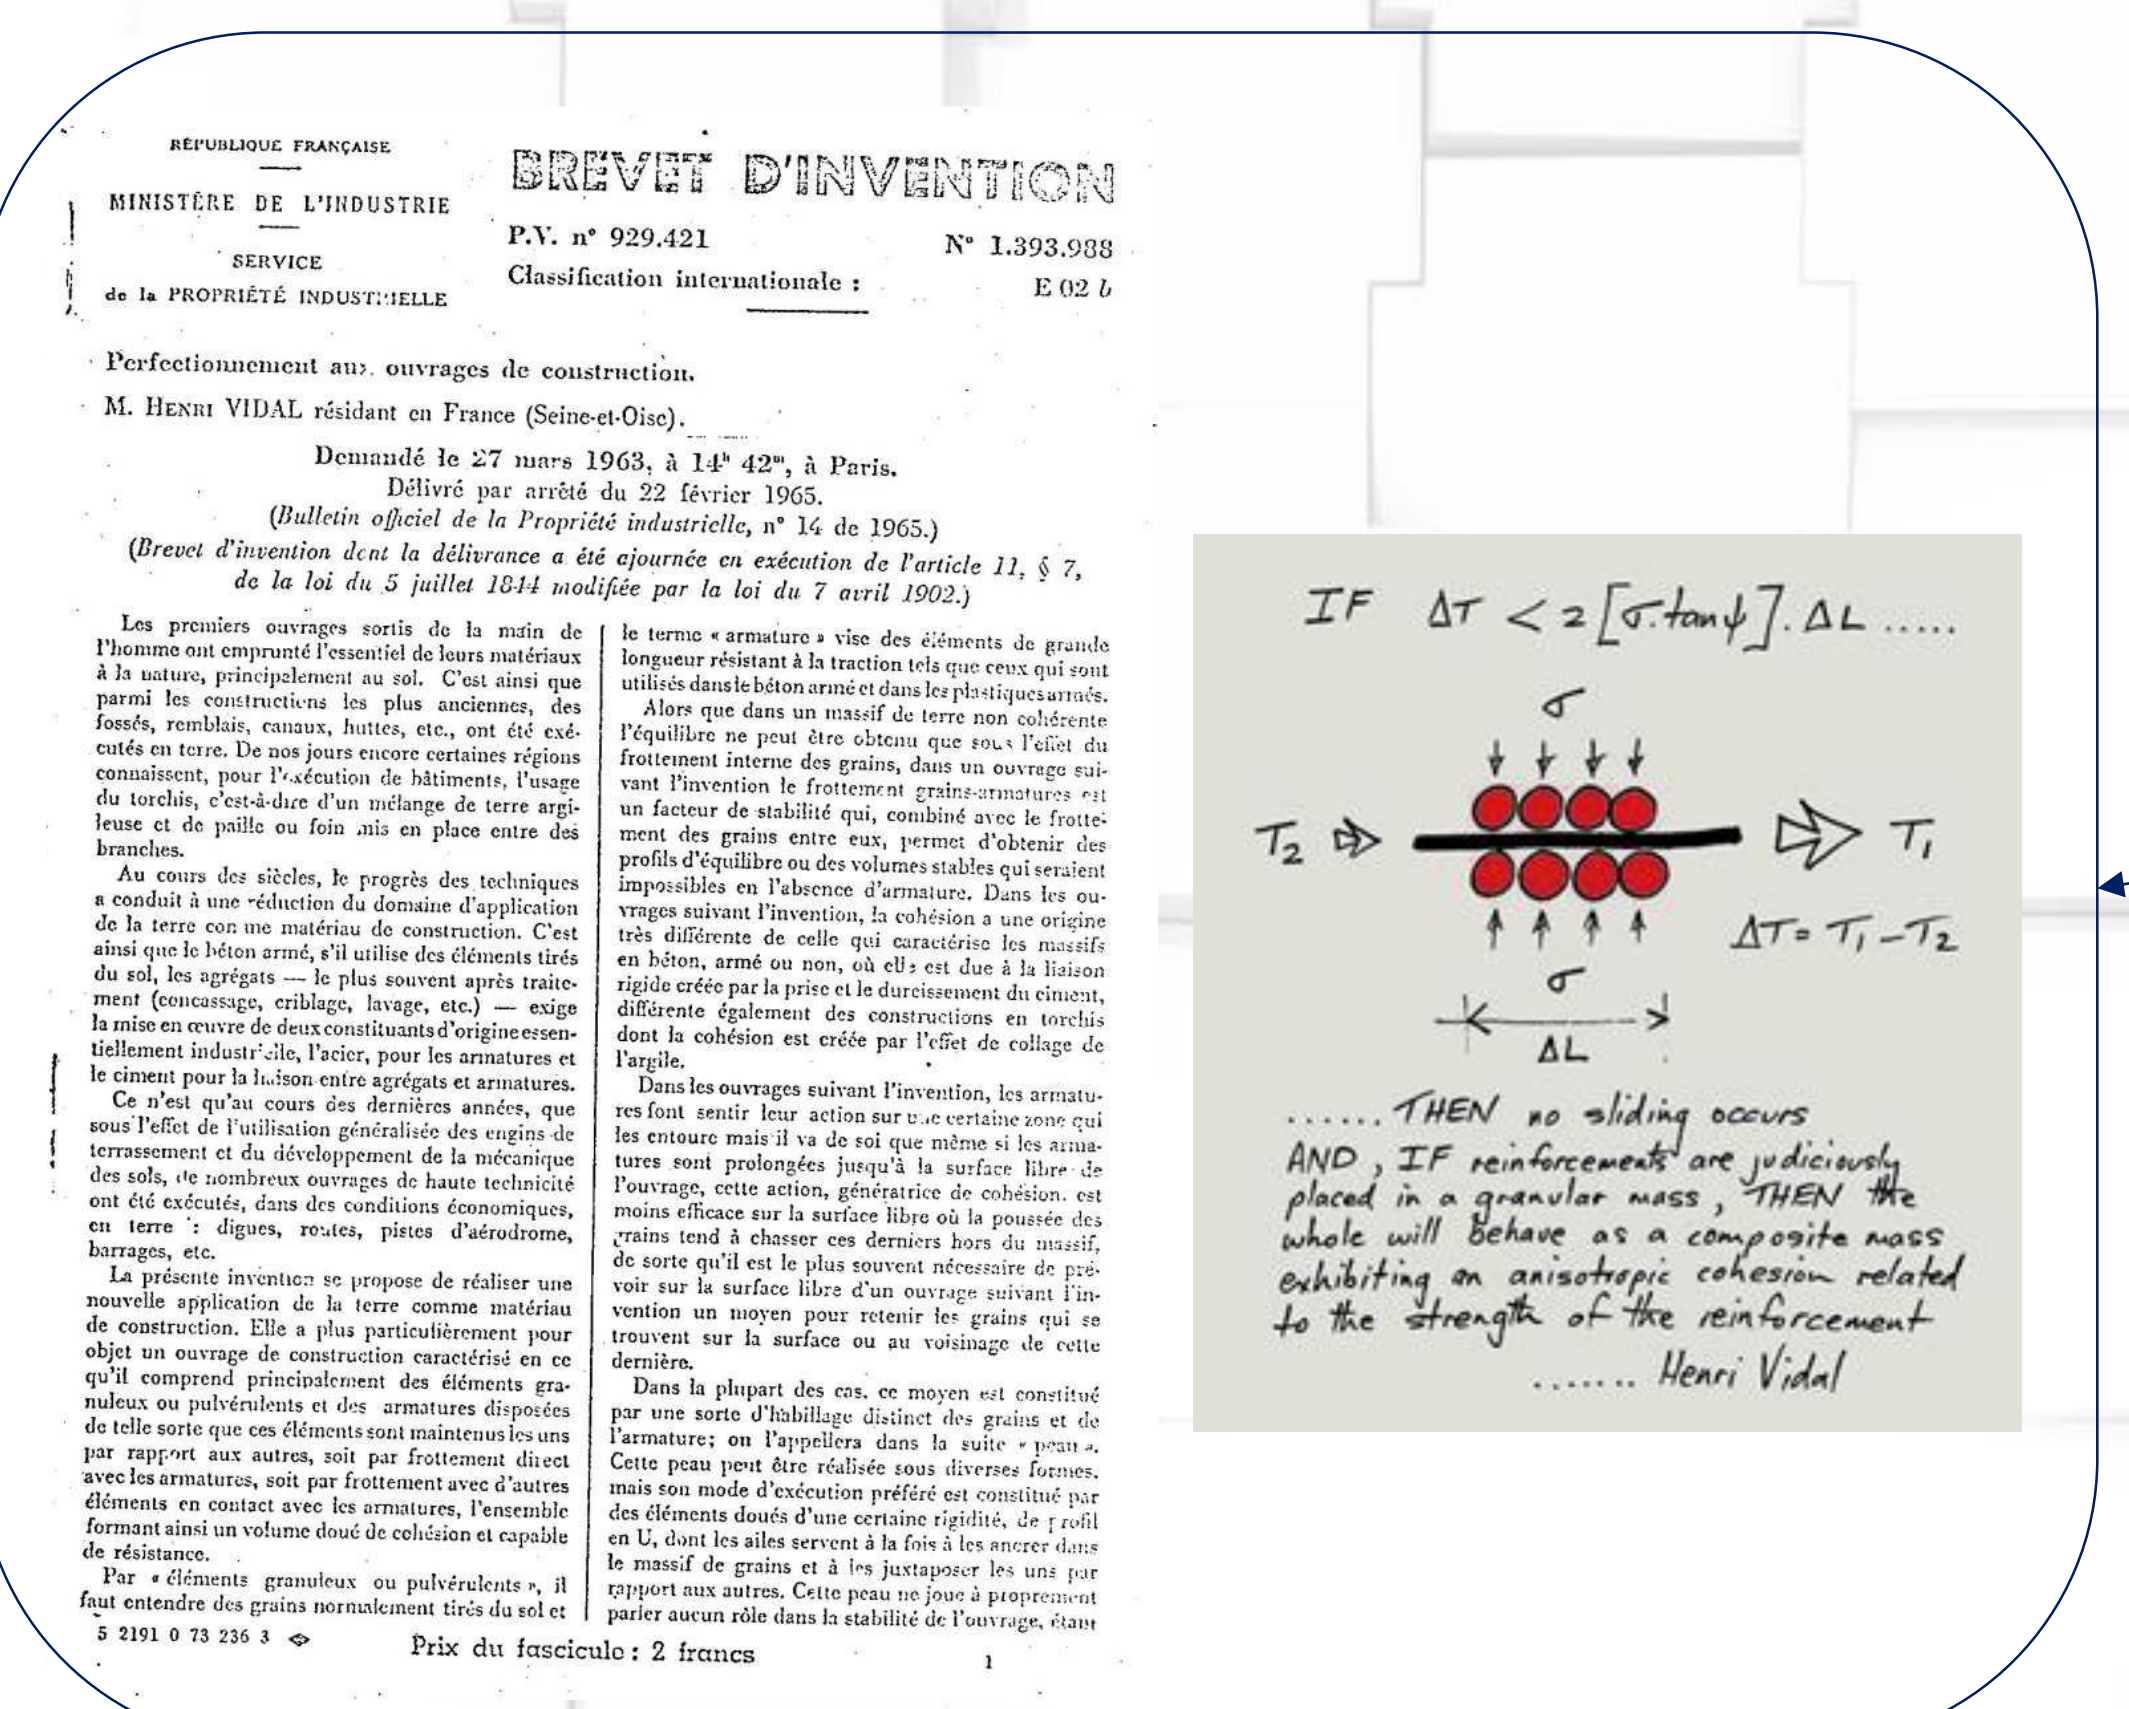 RÉPUBLIQUE FRANÇAISE
MINISTÈRE DE L'INDUSTRIE
SERVICE
de la PROPRIÉTÉ INDUSTRIELLE
BREVET D'INVENTION
P.V. n° 929.421
N° 1.393.988
Classification internationale :
E 02 b
Perfectionnement aux ouvrages de construction.
M. HENRI VIDAL résidant en France (Seine-et-Oise).
Demandé le 27 mars 1963, à 14h 42m, à Paris.
Délivré par arrêté du 22 février 1965.
(Bulletin officiel de la Propriété industrielle, n° 14 de 1965.)
(Brevet d'invention dont la délivrance a été ajournée en exécution de l'article 11, § 7,
de la loi du 5 juillet 1844 modifiée par la loi du 7 avril 1902.)
Les premiers ouvrages sortis de la main de
l'homme ont emprunté l'essentiel de leurs matériaux
à la nature, principalement au sol. C'est ainsi que
parmi les constructions les plus anciennes, des
fossés, remblais, canaux, huttes, etc., ont été exé-
cutés en terre. De nos jours encore certaines régions
connaissent, pour l'exécution de bâtiments, l'usage
du torchis, c'est-à-dire d'un mélange de terre argi-
leuse et de paille ou foin mis en place entre des
branches.
Au cours des siècles, le progrès des techniques
a conduit à une réduction du domaine d'application
de la terre comme matériau de construction. C'est
ainsi que le béton armé, s'il utilise des éléments tirés
du sol, les agrégats — le plus souvent après traite-
ment (concassage, criblage, lavage, etc.) — exige
la mise en œuvre de deux constituants d'origine essen-
tiellement industrielle, l'acier, pour les armatures et
le ciment pour la liaison entre agrégats et armatures.
Ce n'est qu'au cours des dernières années, que
sous l'effet de l'utilisation généralisée des engins de
terrassement et du développement de la mécanique
des sols, de nombreux ouvrages de haute technicité
ont été exécutés, dans des conditions économiques,
en terre : digues, routes, pistes d'aérodrome,
barrages, etc.
La présente invention se propose de réaliser une
nouvelle application de la terre comme matériau
de construction. Elle a plus particulièrement pour
objet un ouvrage de construction caractérisé en ce
qu'il comprend principalement des éléments gra-
nuleux ou pulvérulents et des armatures disposées
de telle sorte que ces éléments sont maintenus les uns
par rapport aux autres, soit par frottement direct
avec les armatures, soit par frottement avec d'autres
éléments en contact avec les armatures, l'ensemble
formant ainsi un volume doué de cohésion et capable
de résistance.
Par « éléments granuleux ou pulvérulents », il
faut entendre des grains normalement tirés du sol et
le terme « armature » vise des éléments de grande
longueur résistant à la traction tels que ceux qui sont
utilisés dans le béton armé et dans les plastiques armés.
Alors que dans un massif de terre non cohérente
l'équilibre ne peut être obtenu que sous l'effet du
frottement interne des grains, dans un ouvrage sui-
vant l'invention le frottement grains-armatures est
un facteur de stabilité qui, combiné avec le frotte-
ment des grains entre eux, permet d'obtenir des
profils d'équilibre ou des volumes stables qui seraient
impossibles en l'absence d'armature. Dans les ou-
vrages suivant l'invention, la cohésion a une origine
très différente de celle qui caractérise les massifs
en béton, armé ou non, où elle est due à la liaison
rigide créée par la prise et le durcissement du ciment,
différente également des constructions en torchis
dont la cohésion est créée par l'effet de collage de
l'argile.
Dans les ouvrages suivant l'invention, les armatu-
res font sentir leur action sur une certaine zone qui
les entoure mais il va de soi que même si les arma-
tures sont prolongées jusqu'à la surface libre de
l'ouvrage, cette action, génératrice de cohésion, est
moins efficace sur la surface libre où la poussée des
grains tend à chasser ces derniers hors du massif,
de sorte qu'il est le plus souvent nécessaire de pré-
voir sur la surface libre d'un ouvrage suivant l'in-
vention un moyen pour retenir les grains qui se
trouvent sur la surface ou au voisinage de cette
dernière.
Dans la plupart des cas, ce moyen est constitué
par une sorte d'habillage distinct des grains et de
l'armature; on l'appellera dans la suite « peau ».
Cette peau peut être réalisée sous diverses formes,
mais son mode d'exécution préféré est constitué par
des éléments doués d'une certaine rigidité, de profil
en U, dont les ailes servent à la fois à les ancrer dans
le massif de grains et à les juxtaposer les uns par
rapport aux autres. Cette peau ne joue à proprement
parler aucun rôle dans la stabilité de l'ouvrage, étant
5 2191 0 73 236 3
Prix du fascicule : 2 francs
1
IF ΔT < 2 [σ.tanψ]. ΔL .....
σ
T2
T1
ΔT = T1 - T2
σ
ΔL
...... THEN no sliding occurs
AND, IF reinforcements are judiciously
placed in a granular mass, THEN the
whole will behave as a composite mass
exhibiting an anisotropic cohesion related
to the strength of the reinforcement
....... Henri Vidal